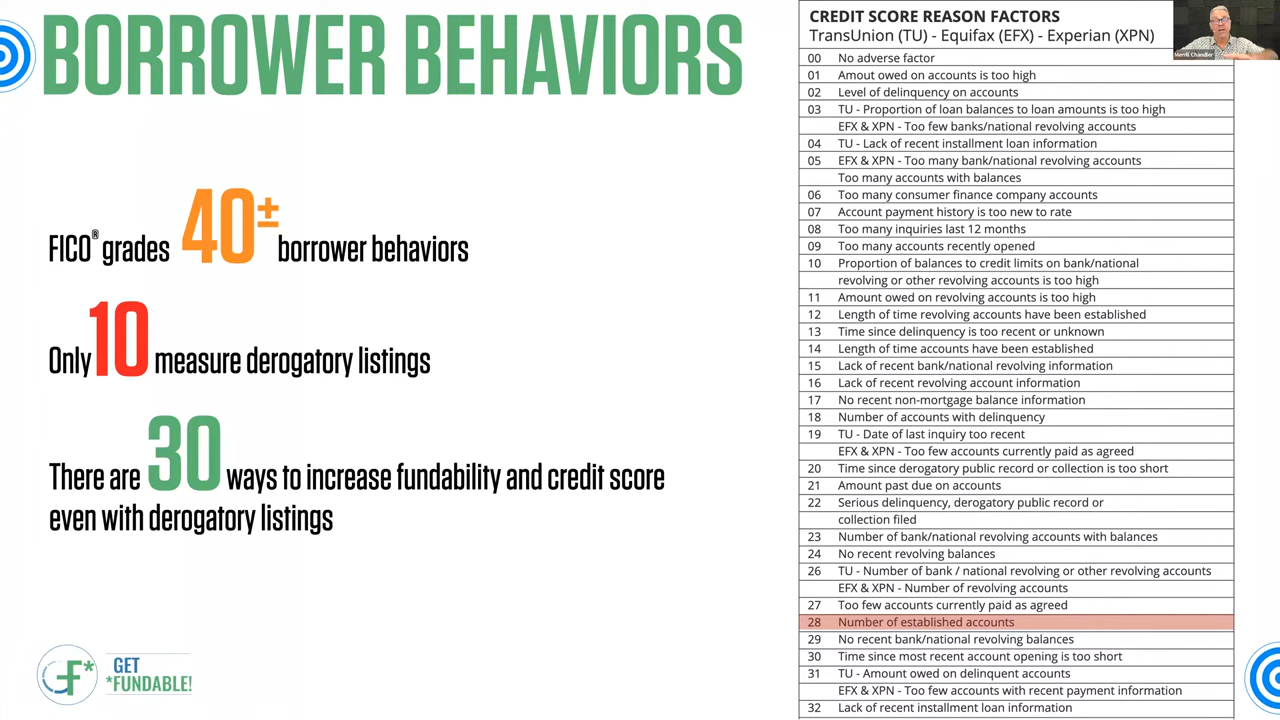 BORROWER BEHAVIORS
FICO® grades 40± borrower behaviors
Only 10 measure derogatory listings
There are 30 ways to increase fundability and credit score
even with derogatory listings
F*
GET
*FUNDABLE!
CREDIT SCORE REASON FACTORS
TransUnion (TU) - Equifax (EFX) - Experian (XPN)
00 No adverse factor
01 Amout owed on accounts is too high
02 Level of delinquency on accounts
03 TU - Proportion of loan balances to loan amounts is too high
EFX & XPN - Too few banks/national revolving accounts
04 TU - Lack of recent installment loan information
05 EFX & XPN - Too many bank/national revolving accounts
Too many accounts with balances
06 Too many consumer finance company accounts
07 Account payment history is too new to rate
08 Too many inquiries last 12 months
09 Too many accounts recently opened
10 Proportion of balances to credit limits on bank/national
revolving or other revolving accounts is too high
11 Amount owed on revolving accounts is too high
12 Length of time revolving accounts have been established
13 Time since delinquency is too recent or unknown
14 Length of time accounts have been established
15 Lack of recent bank/national revolving information
16 Lack of recent revolving account information
17 No recent non-mortgage balance information
18 Number of accounts with delinquency
19 TU - Date of last inquiry too recent
EFX & XPN - Too few accounts currently paid as agreed
20 Time since derogatory public record or collection is too short
21 Amount past due on accounts
22 Serious delinquency, derogatory public record or
collection filed
23 Number of bank/national revolving accounts with balances
24 No recent revolving balances
26 TU - Number of bank / national revolving or other revolving accounts
EFX & XPN - Number of revolving accounts
27 Too few accounts currently paid as agreed
28 Number of established accounts
29 No recent bank/national revolving balances
30 Time since most recent account opening is too short
31 TU - Amount owed on delinquent accounts
EFX & XPN - Too few accounts with recent payment information
32 Lack of recent installment loan information
Merrill Chandler